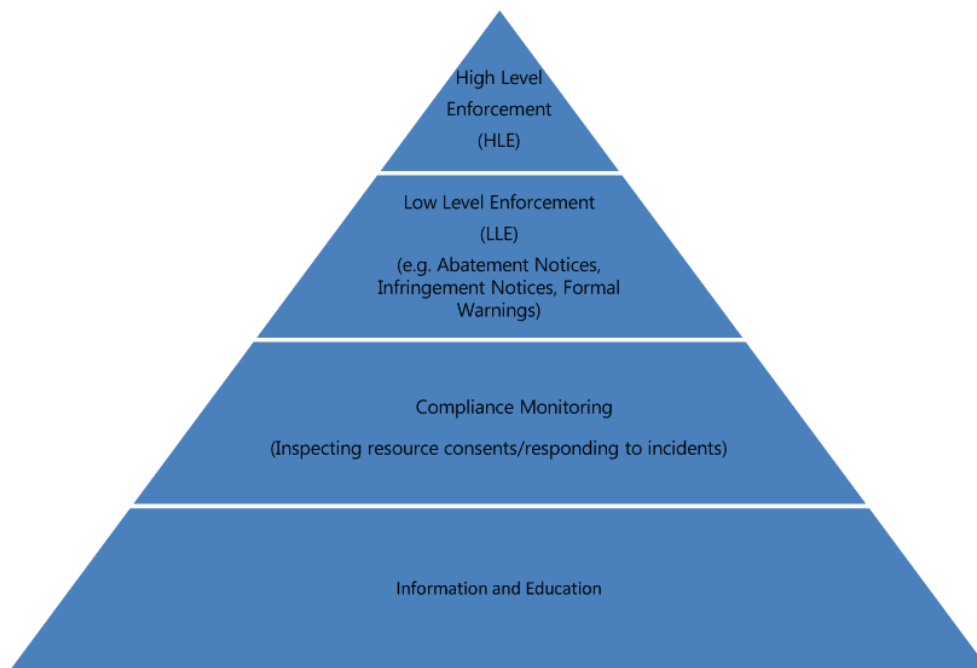 High Level
Enforcement
(HLE)
Low Level Enforcement
(LLE)
(e.g. Abatement Notices,
Infringement Notices, Formal
Warnings)
Compliance Monitoring
(Inspecting resource consents/responding to incidents)
Information and Education